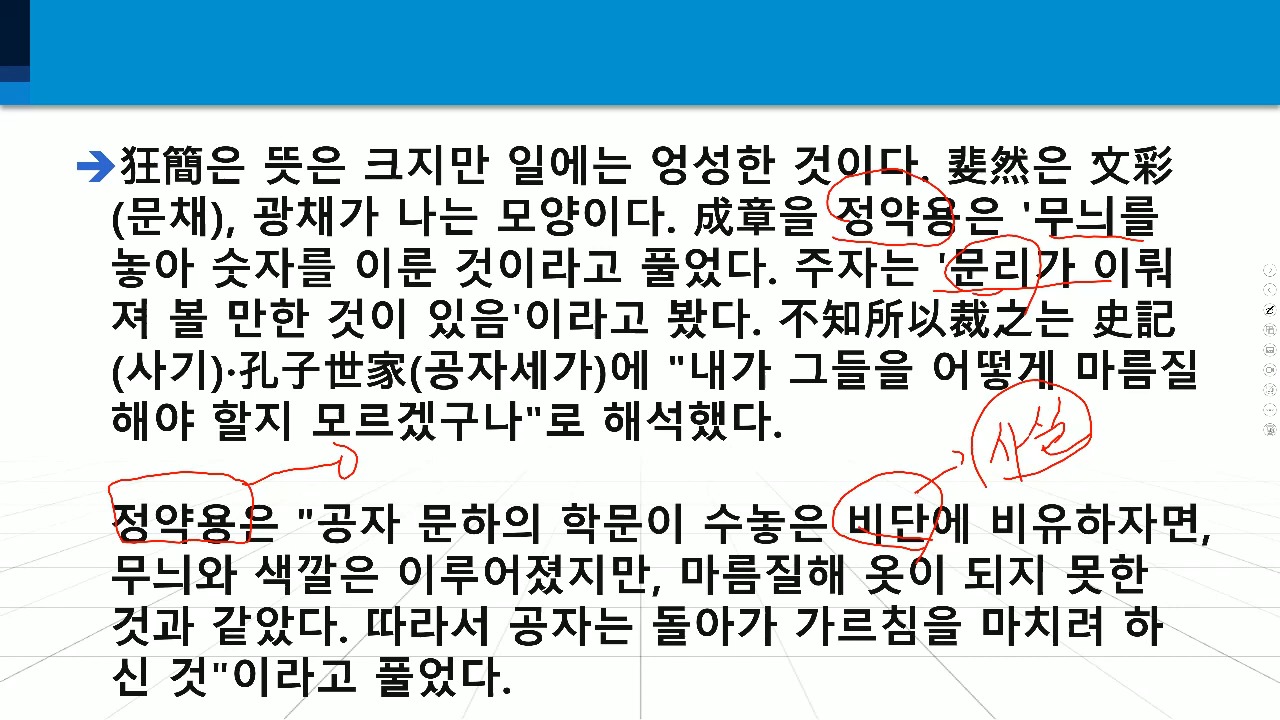 狂簡은 뜻은 크지만 일에는 엉성한 것이다. 斐然은 文彩
(문채), 광채가 나는 모양이다. 成章을 정약용은 '무늬를
놓아 숫자를 이룬 것이라고 풀었다. 주자는 '문리가 이뤄
져 볼 만한 것이 있음'이라고 봤다. 不知所以裁之는 史記
(사기)·孔子世家(공자세가)에 "내가 그들을 어떻게 마름질
해야 할지 모르겠구나"로 해석했다.
사실
정약용은 "공자 문하의 학문이 수놓은 비단에 비유하자면,
무늬와 색깔은 이루어졌지만, 마름질해 옷이 되지 못한
것과 같았다. 따라서 공자는 돌아가 가르침을 마치려 하
신 것"이라고 풀었다.